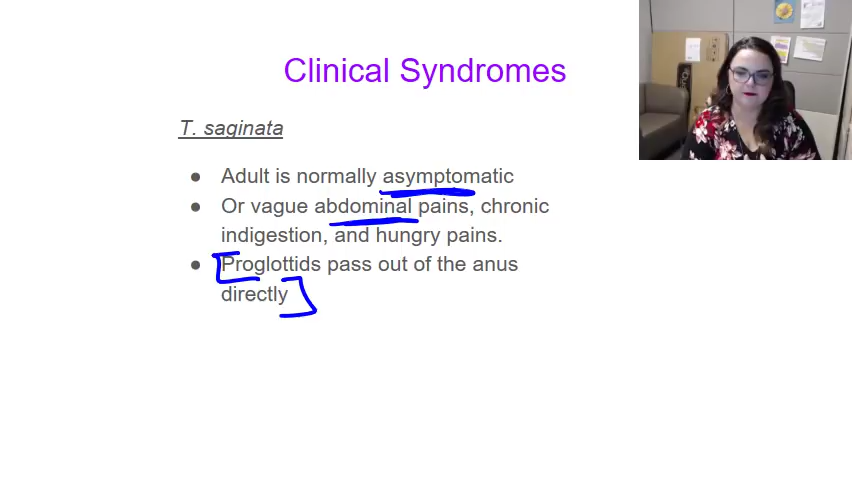 Clinical Syndromes
T. saginata
● Adult is normally asymptomatic
● Or vague abdominal pains, chronic
indigestion, and hungry pains.
● Proglottids pass out of the anus
directly